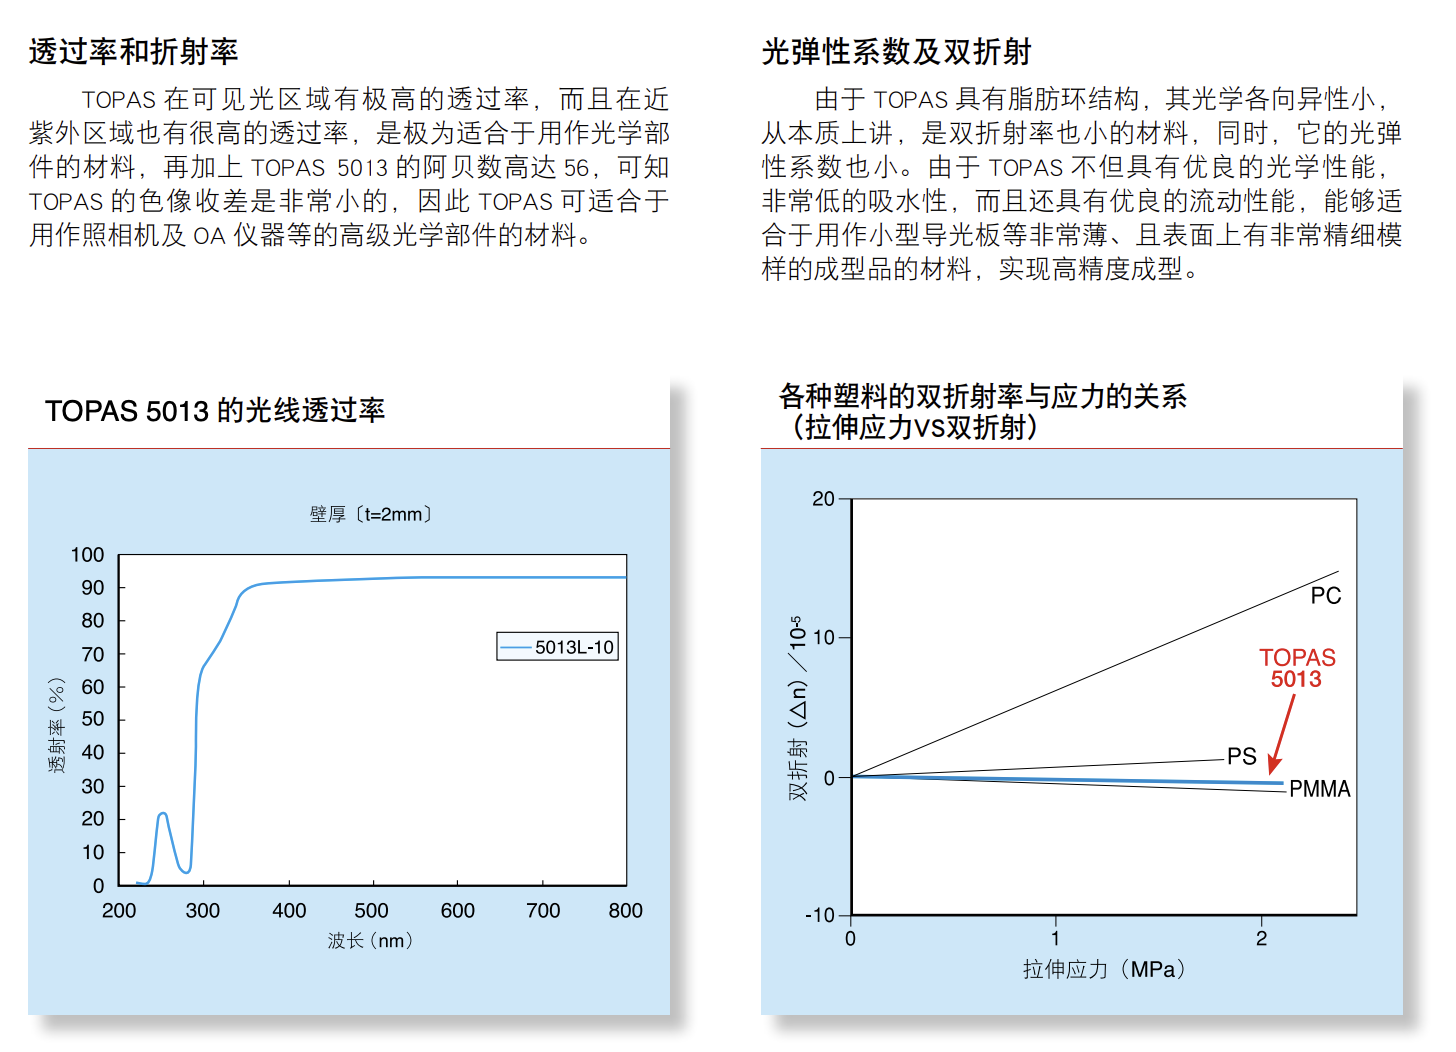 透过率和折射率
TOPAS 在可见光区域有极高的透过率，而且在近
紫外区域也有很高的透过率，是极为适合于用作光学部
件的材料，再加上 TOPAS 5013 的阿贝数高达 56，可知
TOPAS 的色像收差是非常小的，因此 TOPAS 可适合于
用作照相机及 OA 仪器等的高级光学部件的材料。
光弹性系数及双折射
由于 TOPAS 具有脂肪环结构，其光学各向异性小，
从本质上讲，是双折射率也小的材料，同时，它的光弹
性系数也小。由于 TOPAS 不但具有优良的光学性能，
非常低的吸水性，而且还具有优良的流动性能，能够适
合于用作小型导光板等非常薄、且表面上有非常精细模
样的成型品的材料，实现高精度成型。
TOPAS 5013 的光线透过率
壁厚〔t=2mm〕
100
90
80
70
60
50
40
30
20
10
0
透射率（%）
5013L-10
200 300 400 500 600 700 800
波长（nm）
各种塑料的双折射率与应力的关系
（拉伸应力VS双折射）
20
10
0
-10
双折射（△n）／10-5
PC
TOPAS
5013
PS
PMMA
0 1 2
拉伸应力（MPa）